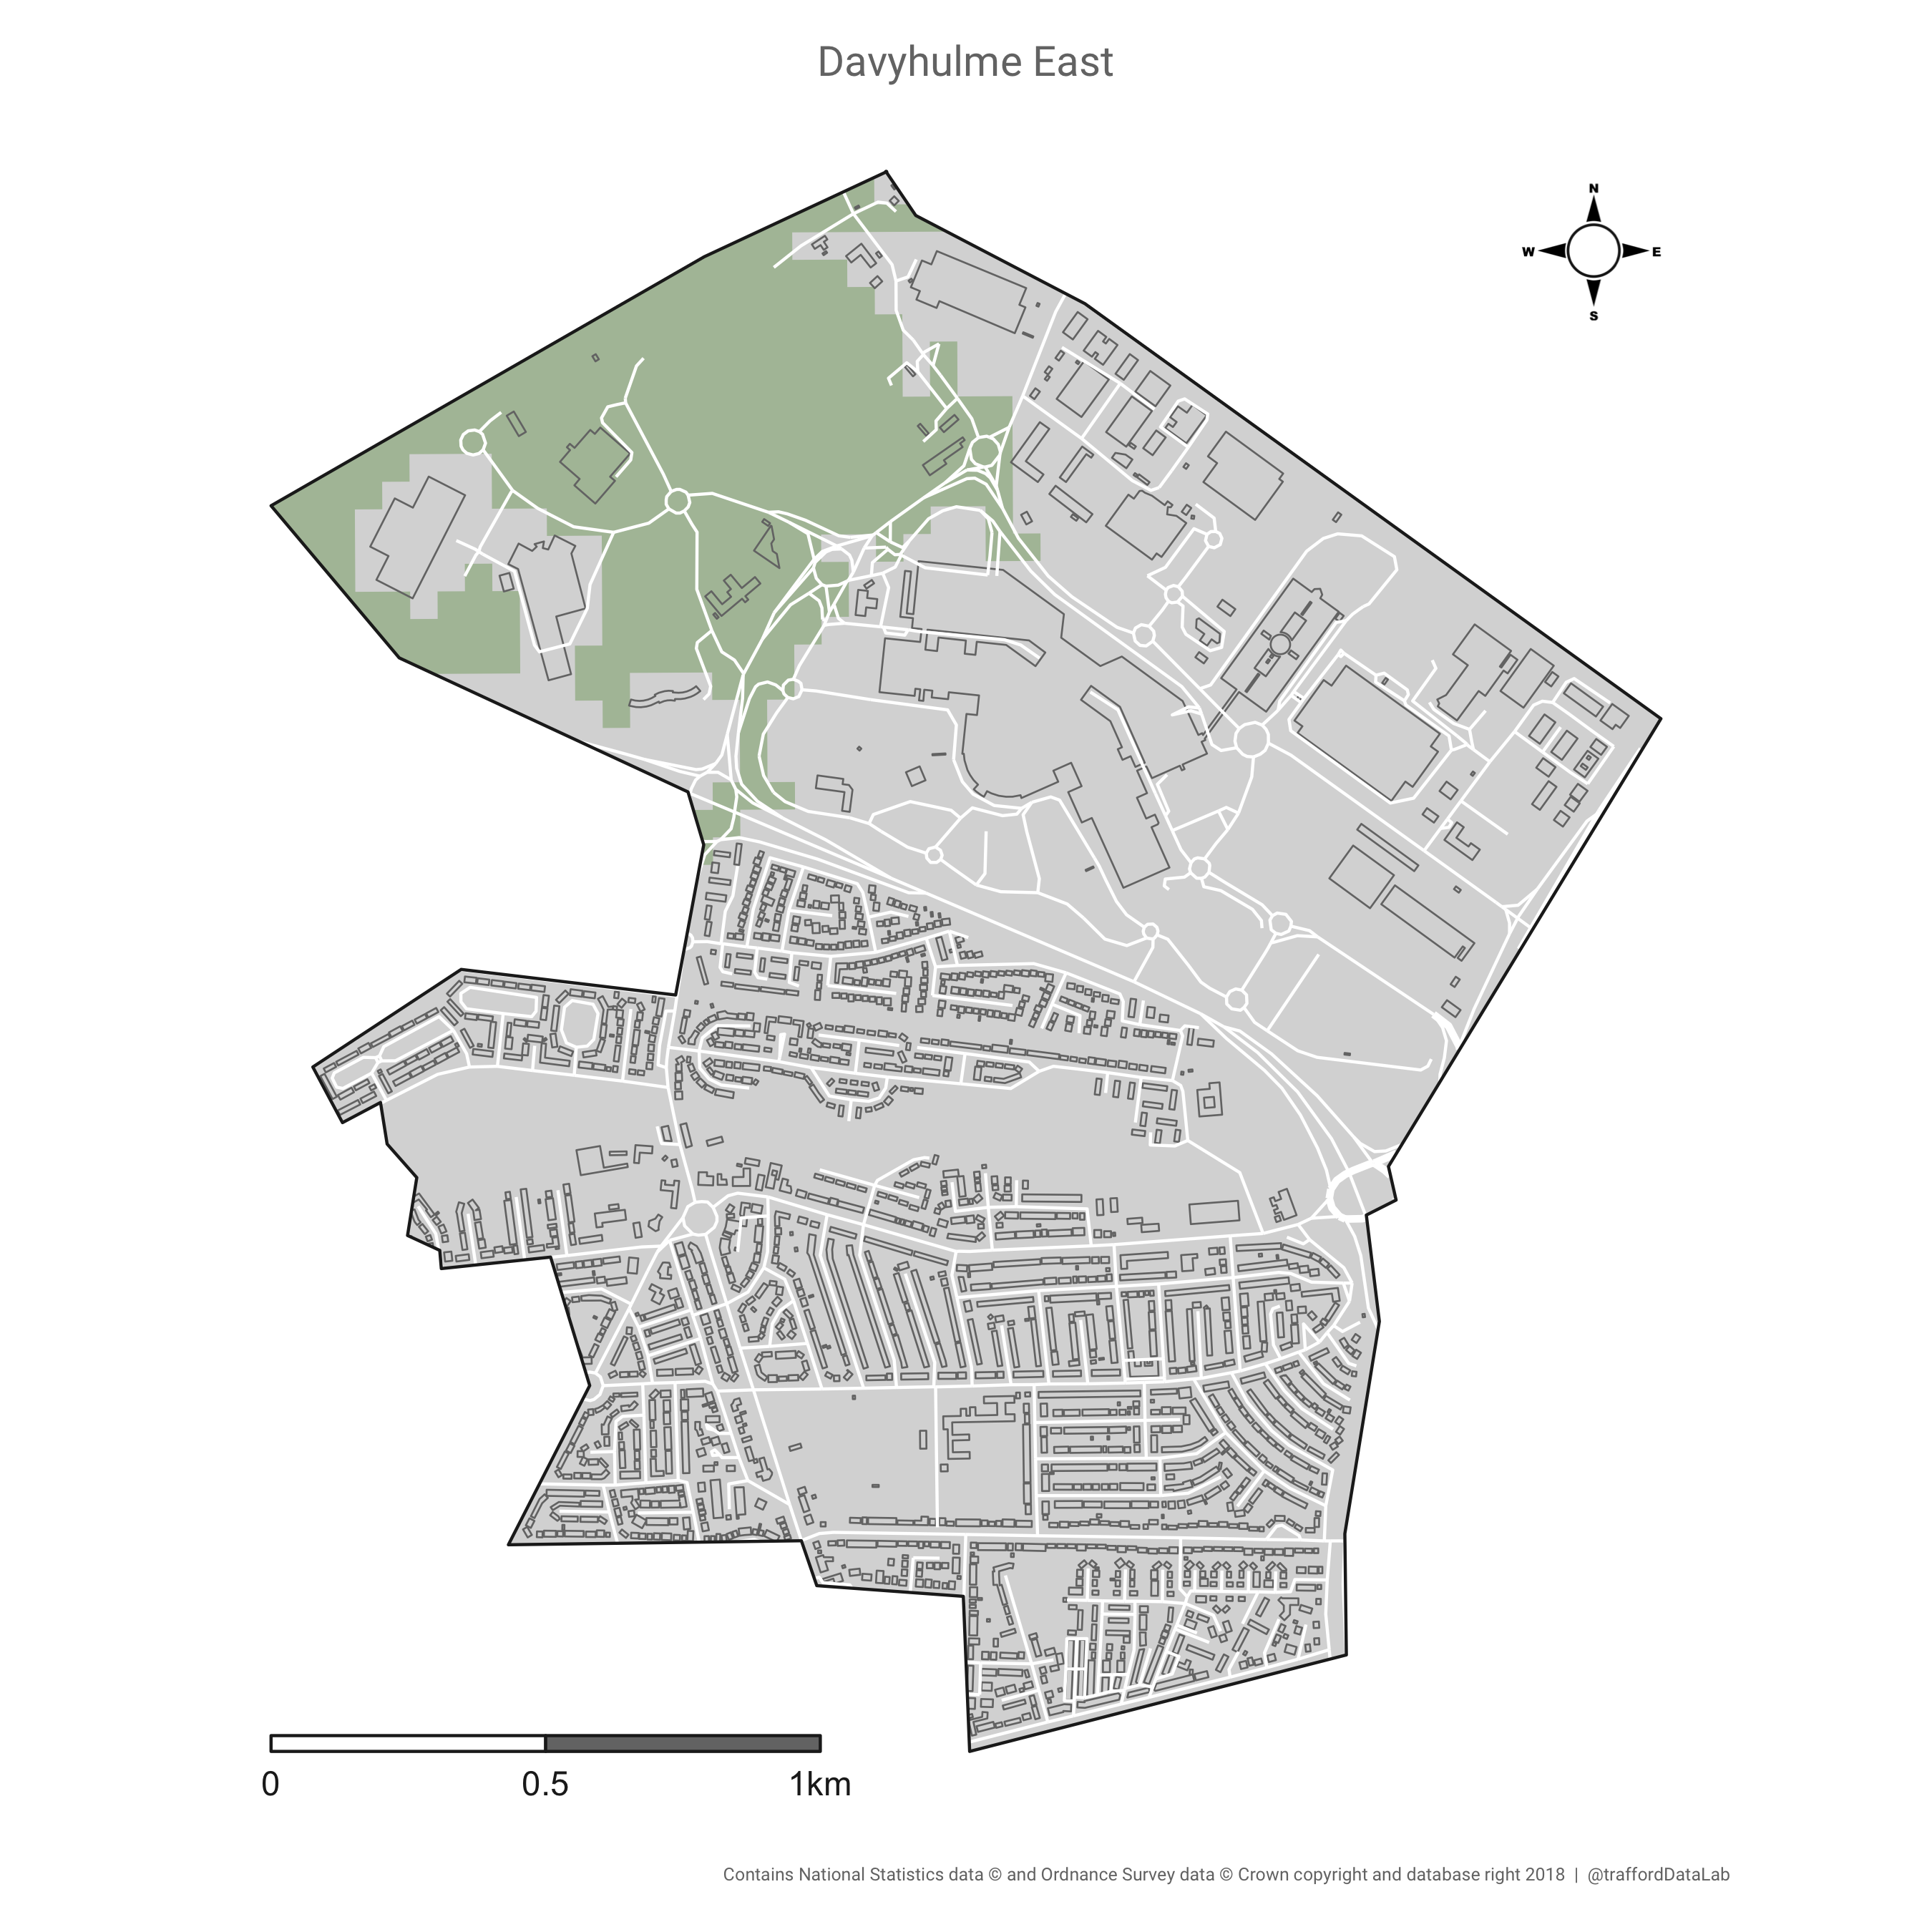 Davyhulme East
N
W E
S
0 0.5 1km
Contains National Statistics data © and Ordnance Survey data © Crown copyright and database right 2018 | @traffordDataLab